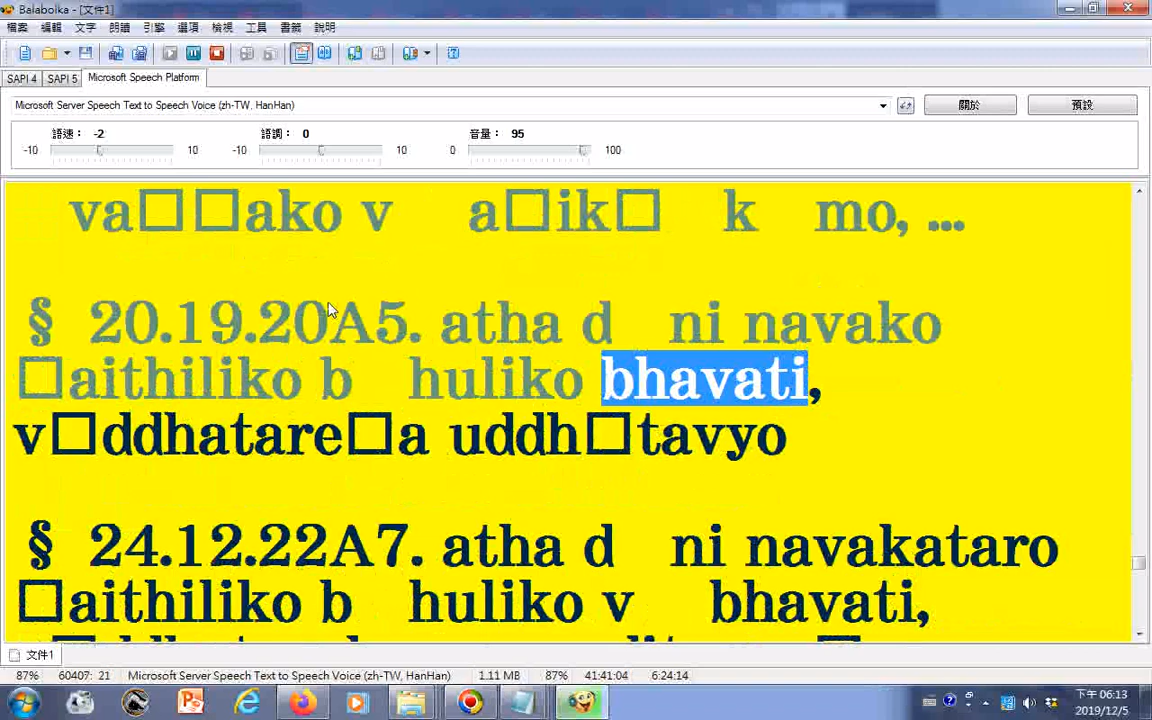 Balabolka - [文件1]
檔案 編輯 文字 朗讀 引擎 選項 檢視 工具 書籤 說明
SAPI 4 SAPI 5 Microsoft Speech Platform
Microsoft Server Speech Text to Speech Voice (zh-TW, HanHan) 關於 預設
語速： -2 語調： 0 音量： 95
-10 10 -10 10 0 100
va□□ako v a□ik□ k mo, ...
§ 20.19.20A5. atha d ni navako
□aithiliko b huliko bhavati,
v□ddhatare□a uddh□tavyo
§ 24.12.22A7. atha d ni navakataro
□aithiliko b huliko v bhavati,
文件1
87% 60407: 21 Microsoft Server Speech Text to Speech Voice (zh-TW, HanHan) 1.11 MB 87% 41:41:04 6:24:14
下午 06:13
2019/12/5